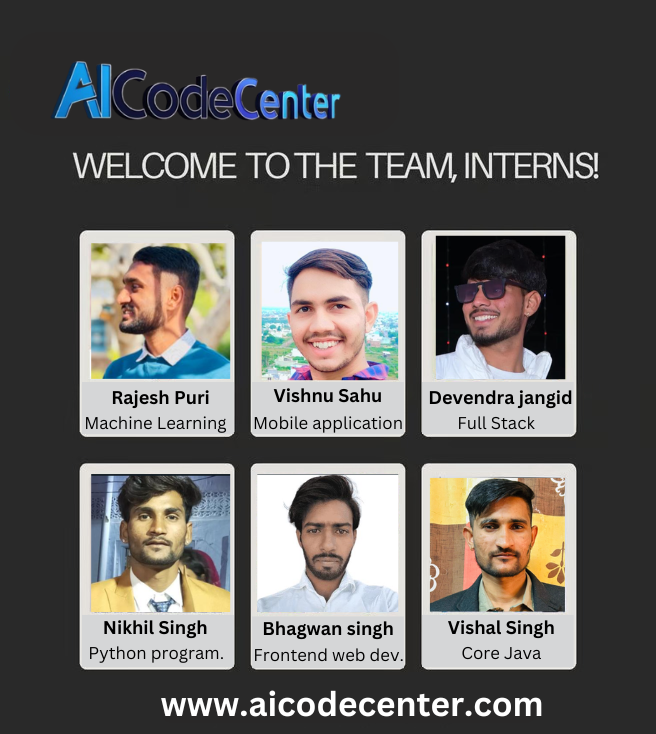 AICodeCenter
WELCOME TO THE TEAM, INTERNS!
Rajesh Puri
Machine Learning
Vishnu Sahu
Mobile application
Devendra jangid
Full Stack
Nikhil Singh
Python program.
Bhagwan singh
Frontend web dev.
Vishal Singh
Core Java
www.aicodecenter.com